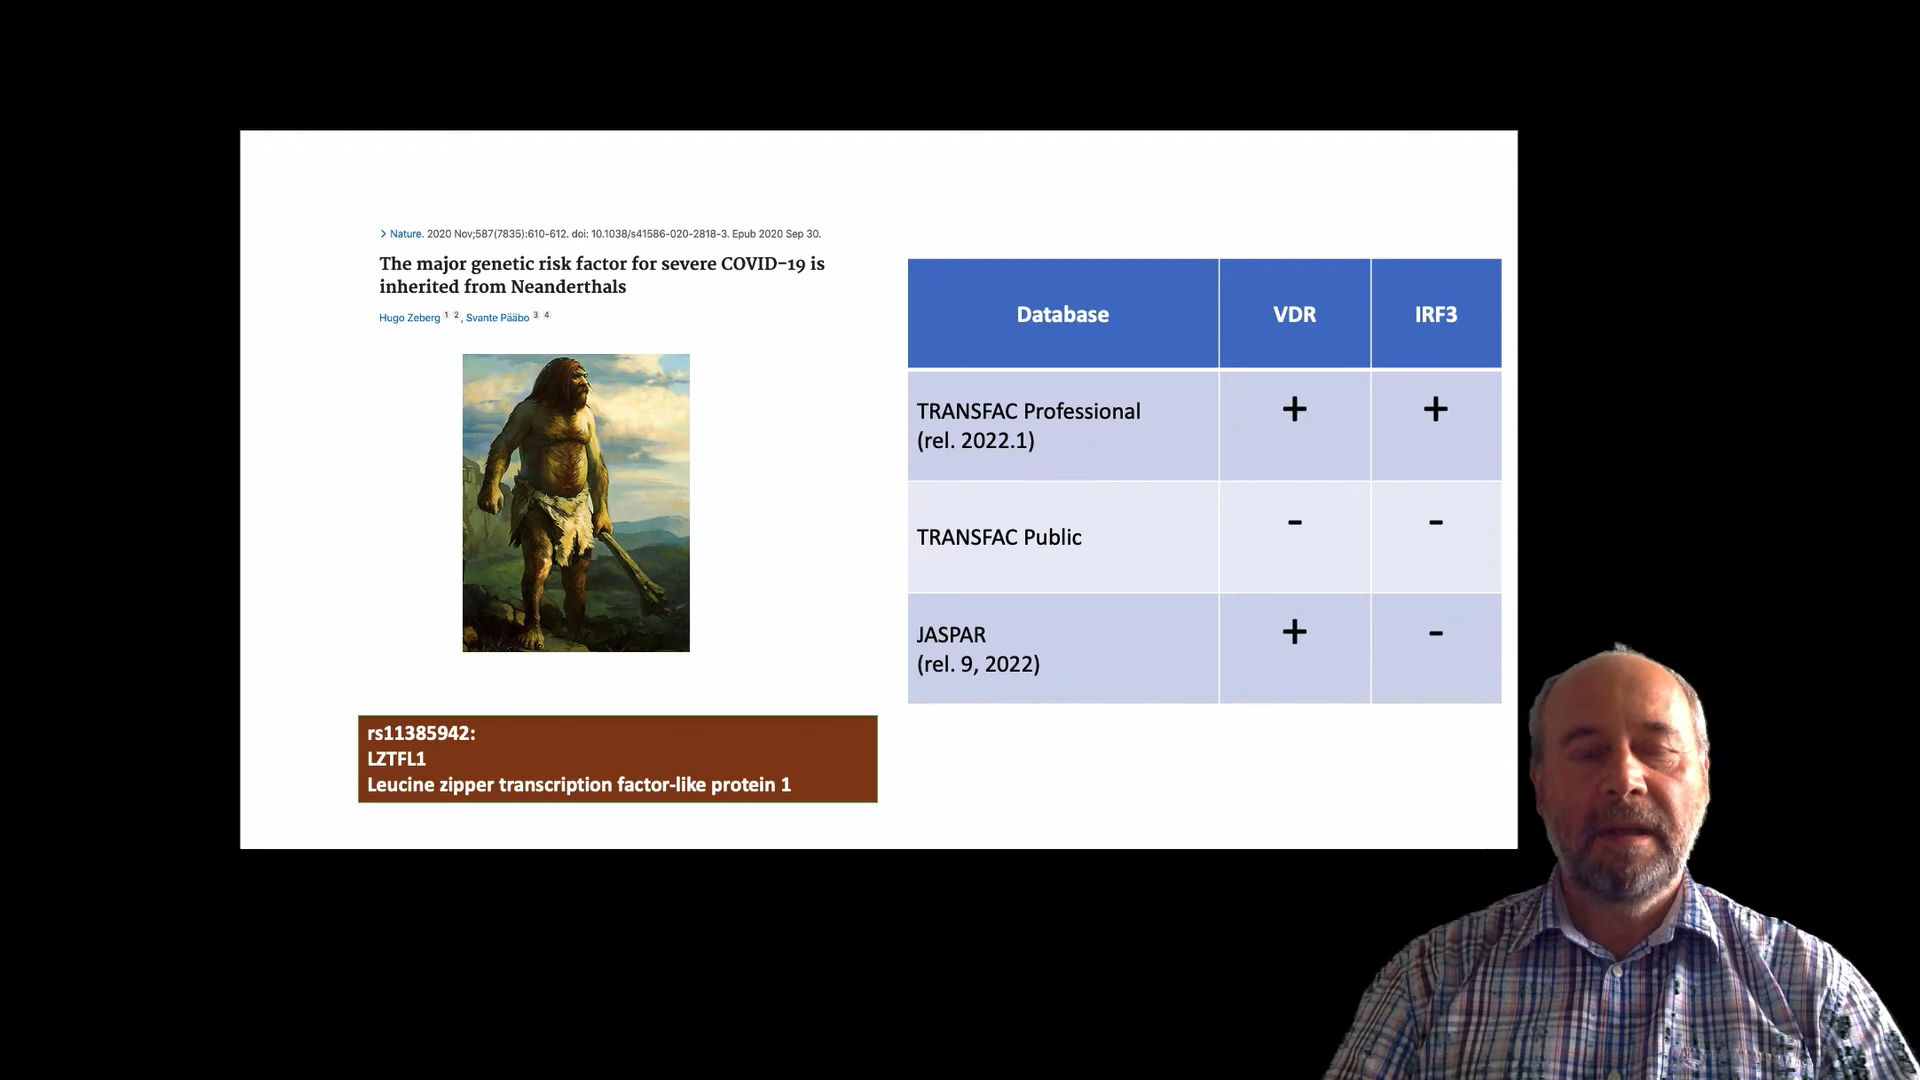 > Nature. 2020 Nov;587(7835):610-612. doi: 10.1038/s41586-020-2818-3. Epub 2020 Sep 30.
The major genetic risk factor for severe COVID-19 is
inherited from Neanderthals
Hugo Zeberg 1 2, Svante Pääbo 3 4
Database VDR IRF3
TRANSFAC Professional
(rel. 2022.1) + +
TRANSFAC Public - -
JASPAR
(rel. 9, 2022) + -
rs11385942:
LZTFL1
Leucine zipper transcription factor-like protein 1